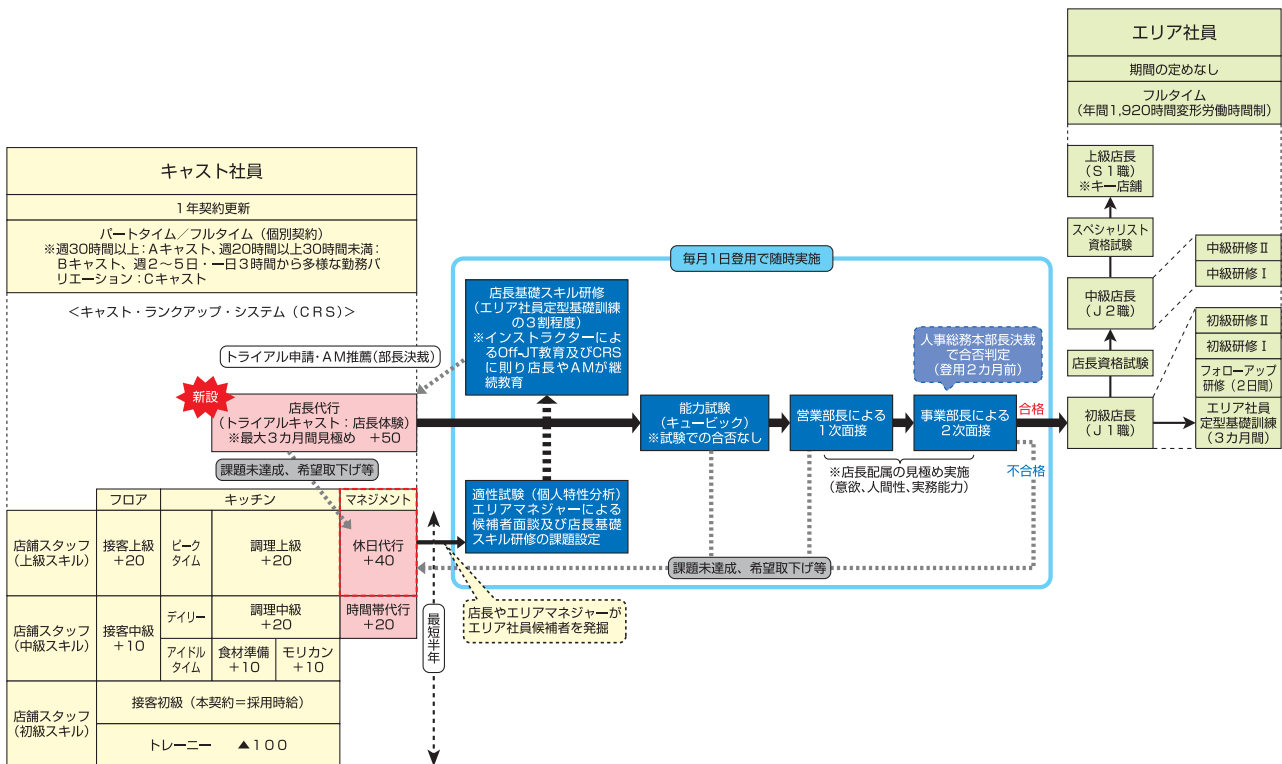 エリア社員
期間の定めなし
フルタイム
（年間1,920時間変形労働時間制）
キャスト社員
1年契約更新
パートタイム／フルタイム（個別契約）
※週30時間以上：Aキャスト、週20時間以上30時間未満：
Bキャスト、週2～5日・一日3時間から多様な勤務バ
リエーション：Cキャスト
＜キャスト・ランクアップ・システム（CRS）＞
トライアル申請・AM推薦（部長決裁）
新設
店長代行
（トライアルキャスト：店長体験）
※最大3カ月間見極め　+50
課題未達成、希望取下げ等
フロア
キッチン
マネジメント
店舗スタッフ
（上級スキル）
接客上級
+20
ピーク
タイム
調理上級
+20
休日代行
+40
店舗スタッフ
（中級スキル）
接客中級
+10
デイリー
調理中級
+20
時間帯代行
+20
アイドル
タイム
食材準備
+10
モリカン
+10
店舗スタッフ
（初級スキル）
接客初級（本契約＝採用時給）
トレーニー　▲100
最短半年
毎月1日登用で随時実施
店長基礎スキル研修
（エリア社員定型基礎訓練
の3割程度）
※インストラクターによ
るOff-JT教育及びCRS
に則り店長やAMが継
続教育
適性試験（個人特性分析）
エリアマネジャーによる
候補者面談及び店長基礎
スキル研修の課題設定
店長やエリアマネジャーが
エリア社員候補者を発掘
能力試験
（キュービック）
※試験での合否なし
営業部長による
1次面接
事業部長による
2次面接
人事総務本部長決裁
で合否判定
（登用2カ月前）
※店長配属の見極め実施
（意欲、人間性、実務能力）
課題未達成、希望取下げ等
合格
不合格
上級店長
（S1職）
※キー店舗
スペシャリスト
資格試験
中級店長
（J2職）
店長資格試験
初級店長
（J1職）
中級研修Ⅱ
中級研修Ⅰ
初級研修Ⅱ
初級研修Ⅰ
フォローアップ
研修（2日間）
エリア社員
定型基礎訓練
（3カ月間）